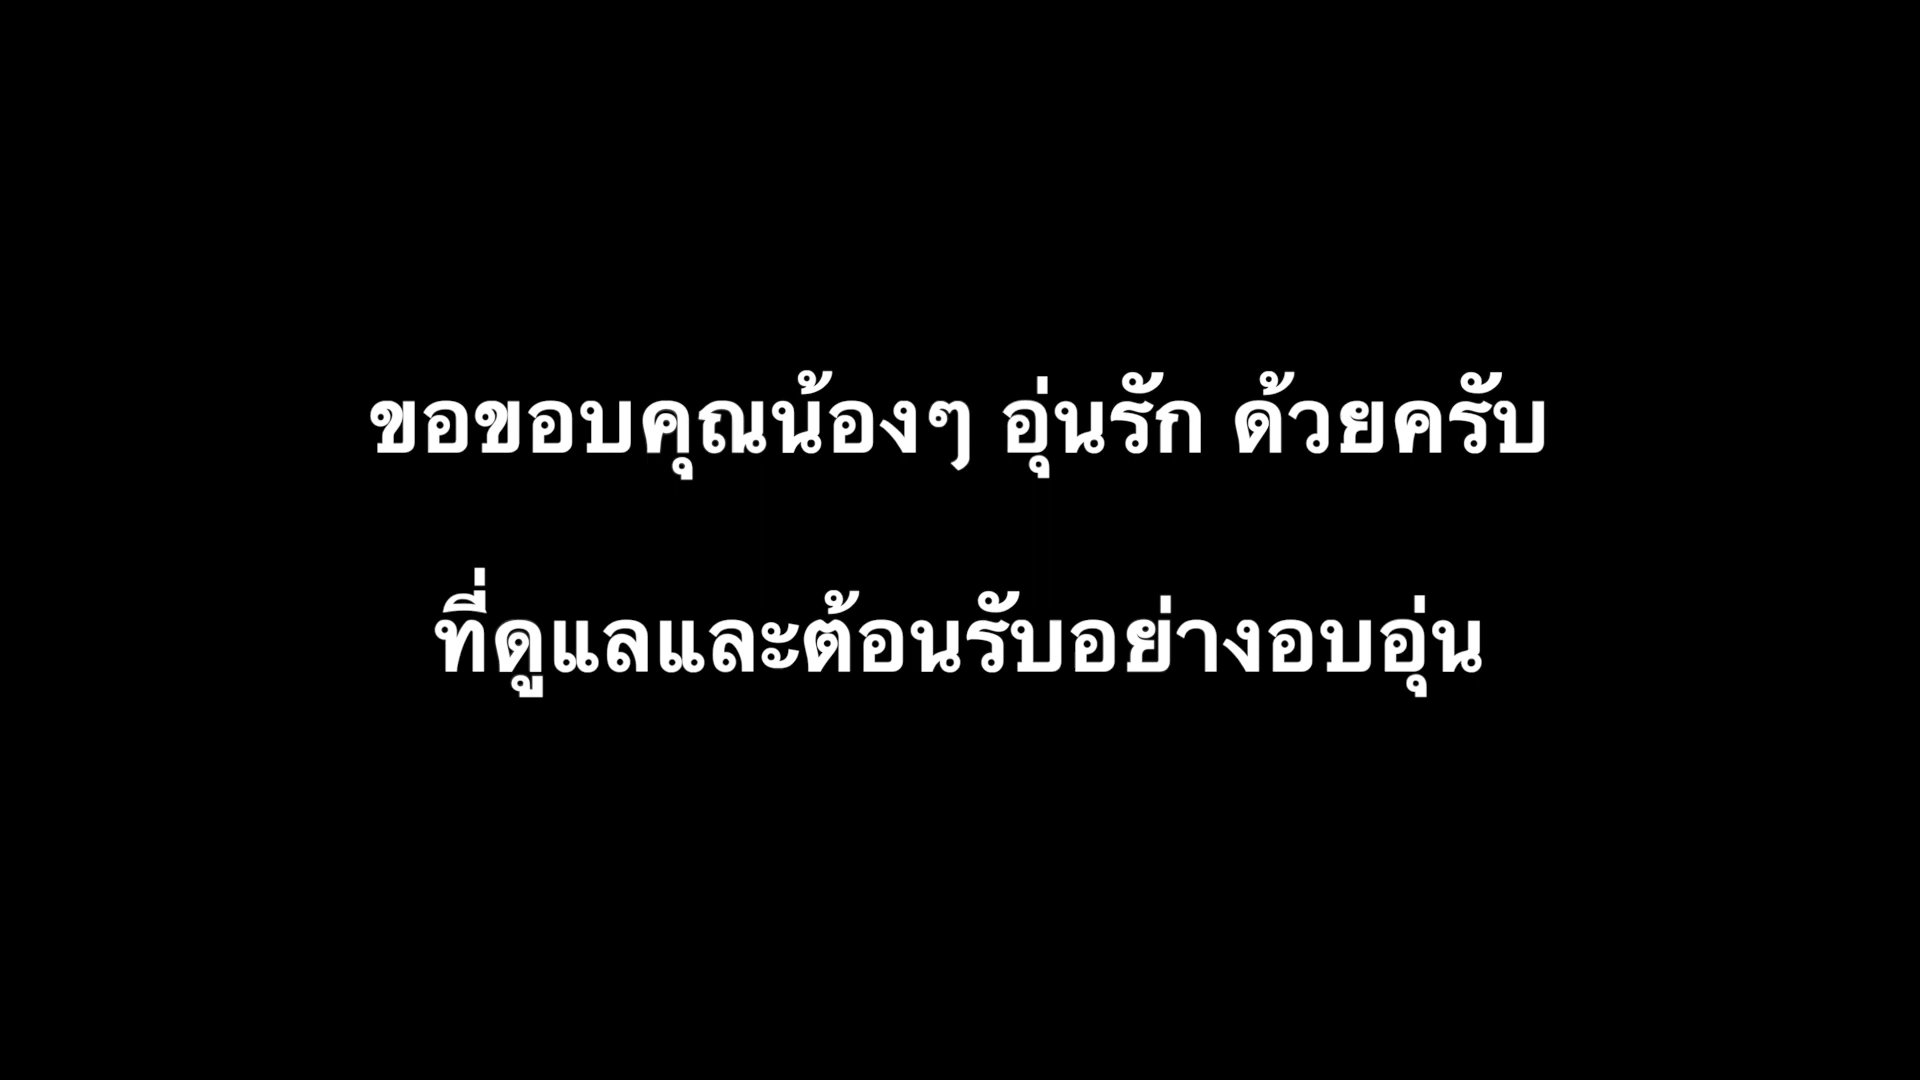 ขอขอบคุณน้องๆ อุ่นรัก ด้วยครับ
ที่ดูแลและต้อนรับอย่างอบอุ่น